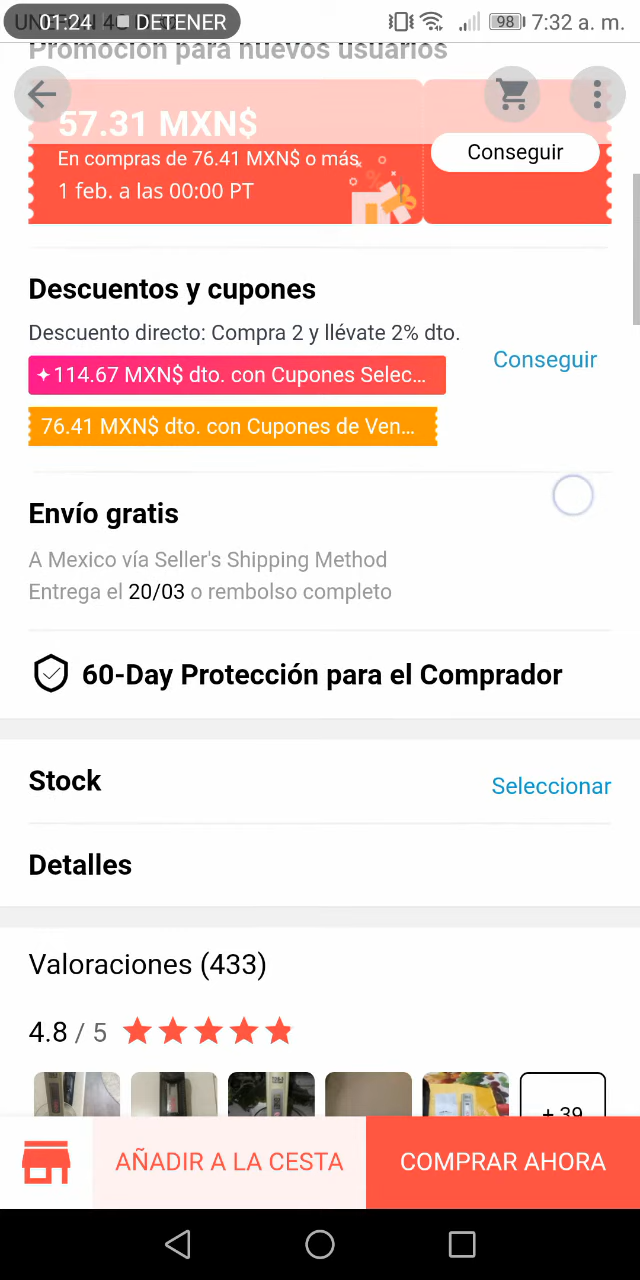 01:24 DETENER
98 7:32 a. m.
Promoción para nuevos usuarios
57.31 MXN$
En compras de 76.41 MXN$ o más
1 feb. a las 00:00 PT
Conseguir
Descuentos y cupones
Descuento directo: Compra 2 y llévate 2% dto.
114.67 MXN$ dto. con Cupones Selec...
Conseguir
76.41 MXN$ dto. con Cupones de Ven...
Envío gratis
A Mexico vía Seller's Shipping Method
Entrega el 20/03 o rembolso completo
60-Day Protección para el Comprador
Stock
Seleccionar
Detalles
Valoraciones (433)
4.8 / 5
+ 39
AÑADIR A LA CESTA
COMPRAR AHORA